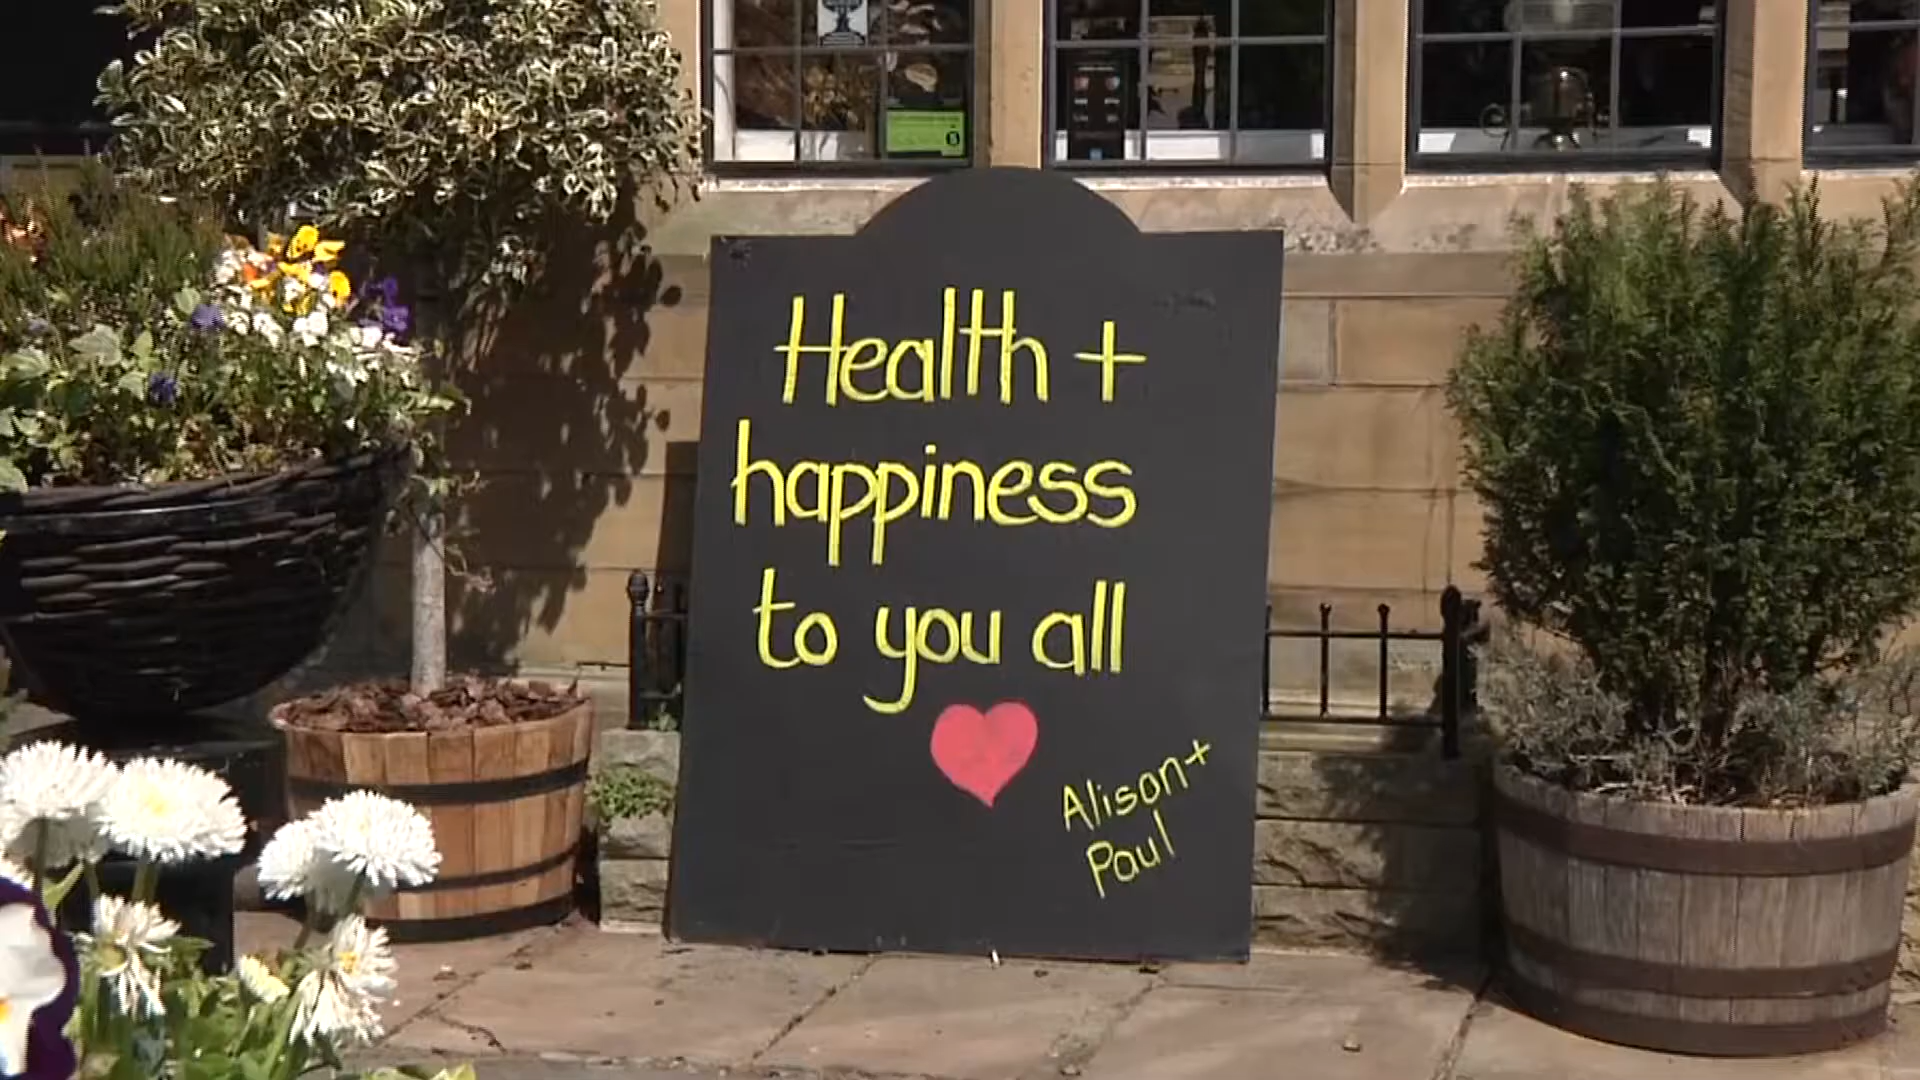 Health +
happiness
to you all
Alison +
Paul